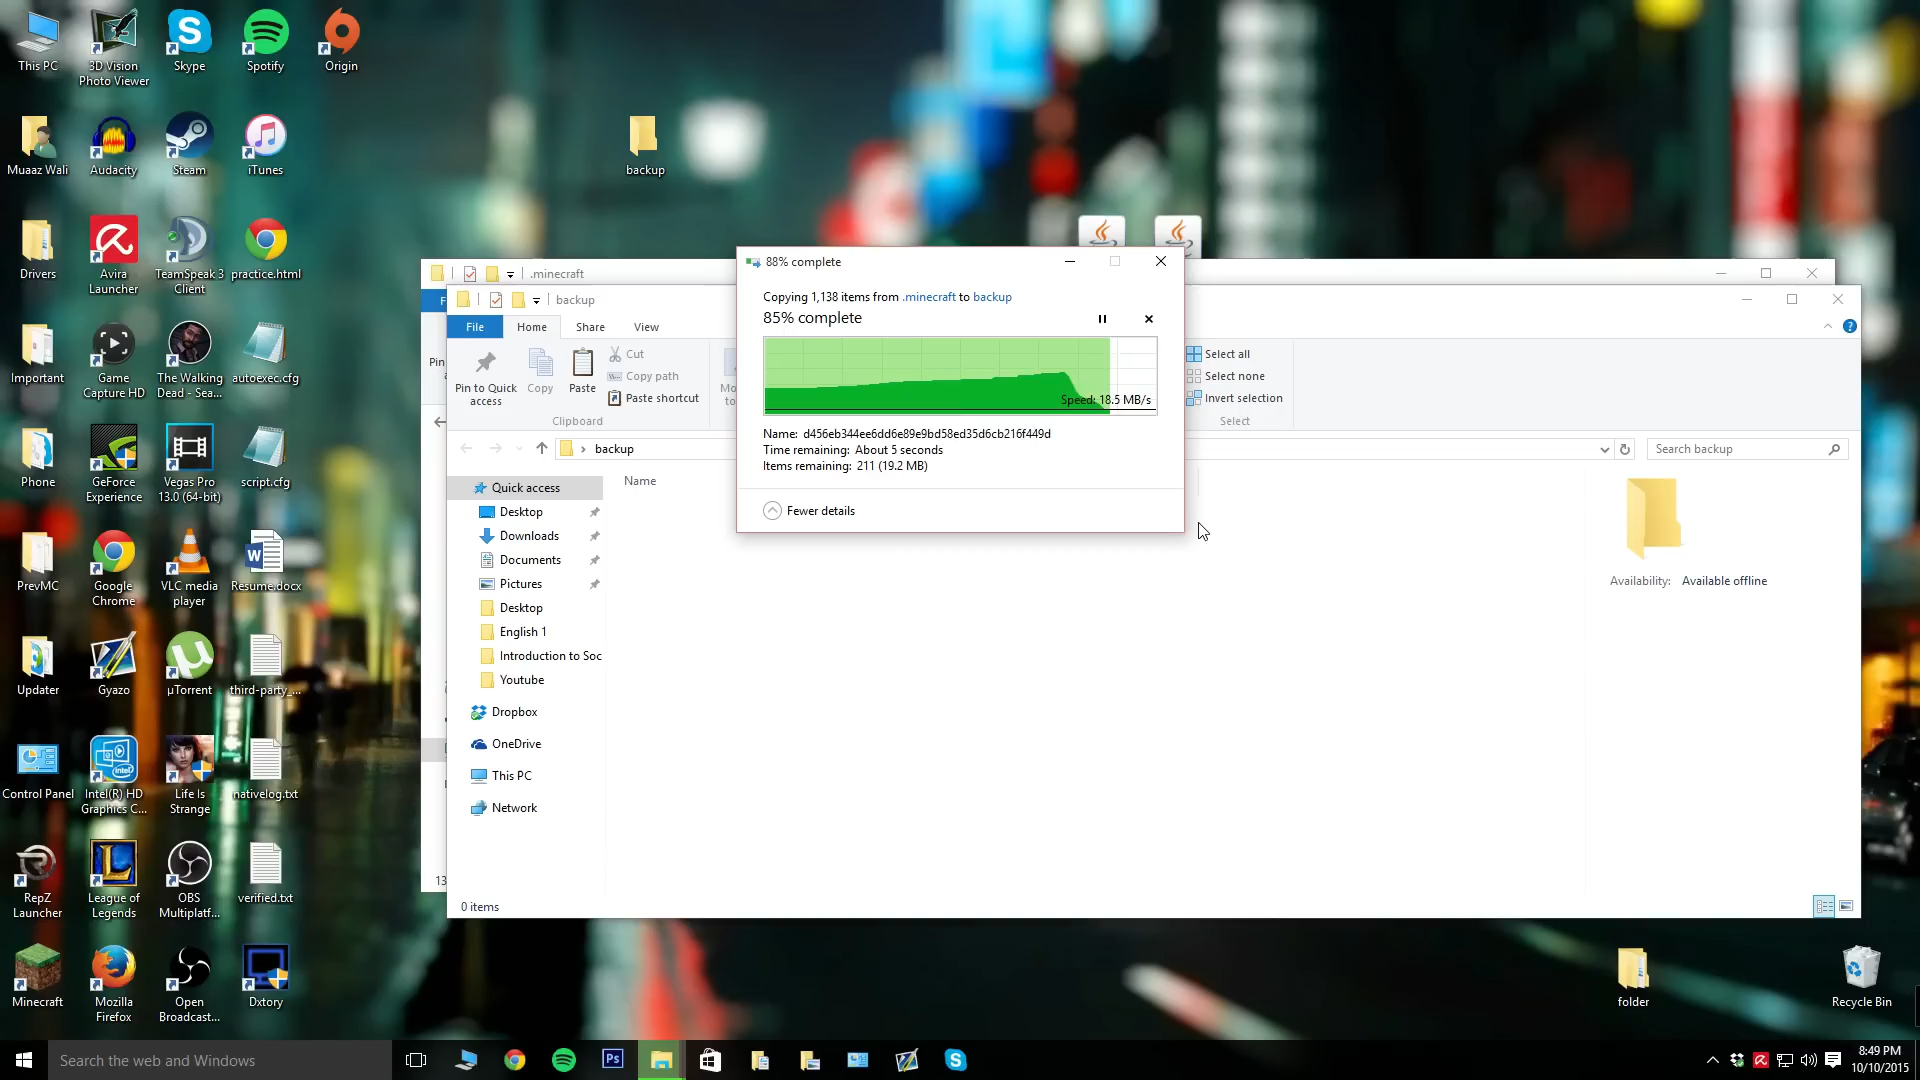 This PC
3D Vision
Photo Viewer
Skype
Spotify
Origin
Muaaz Wali
Audacity
Steam
iTunes
backup
Drivers
Avira
Launcher
TeamSpeak 3
Client
practice.html
Important
Game
Capture HD
The Walking
Dead - Sea...
autoexec.cfg
Phone
GeForce
Experience
Vegas Pro
13.0 (64-bit)
script.cfg
PrevMC
Google
Chrome
VLC media
player
Resume.docx
Updater
Gyazo
µTorrent
third-party_...
Control Panel
Intel(R) HD
Graphics C...
Life Is
Strange
nativelog.txt
RepZ
Launcher
League of
Legends
OBS
Multiplatf...
verified.txt
Minecraft
Mozilla
Firefox
Open
Broadcast...
Dxtory
.minecraft
backup
File
Home
Share
View
Pin to Quick
access
Copy
Paste
Cut
Copy path
Paste shortcut
Clipboard
Select all
Select none
Invert selection
Select
backup
Search backup
Name
Quick access
Desktop
Downloads
Documents
Pictures
Desktop
English 1
Introduction to Soc
Youtube
Dropbox
OneDrive
This PC
Network
Availability: Available offline
0 items
88% complete
Copying 1,138 items from .minecraft to backup
85% complete
Speed: 18.5 MB/s
Name: d456eb344ee6dd6e89e9bd58ed35d6cb216f449d
Time remaining: About 5 seconds
Items remaining: 211 (19.2 MB)
Fewer details
folder
Recycle Bin
Search the web and Windows
Ps
8:49 PM
10/10/2015